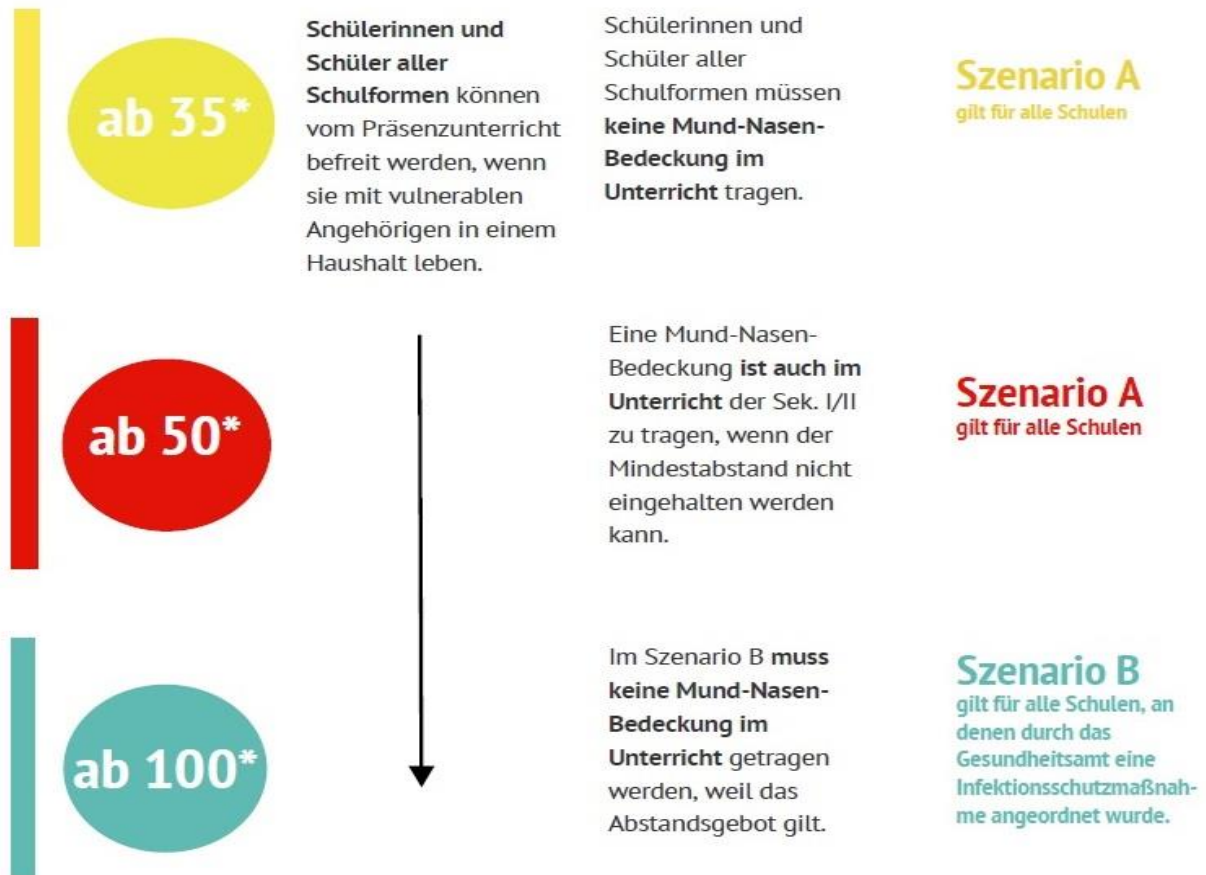 ab 35*
Schülerinnen und
Schüler aller
Schulformen können
vom Präsenzunterricht
befreit werden, wenn
sie mit vulnerablen
Angehörigen in einem
Haushalt leben.
Schülerinnen und
Schüler aller
Schulformen müssen
keine Mund-Nasen-
Bedeckung im
Unterricht tragen.
Szenario A
gilt für alle Schulen
ab 50*
Eine Mund-Nasen-
Bedeckung ist auch im
Unterricht der Sek. I/II
zu tragen, wenn der
Mindestabstand nicht
eingehalten werden
kann.
Szenario A
gilt für alle Schulen
ab 100*
Im Szenario B muss
keine Mund-Nasen-
Bedeckung im
Unterricht getragen
werden, weil das
Abstandsgebot gilt.
Szenario B
gilt für alle Schulen, an
denen durch das
Gesundheitsamt eine
Infektionsschutzmaßnah-
me angeordnet wurde.